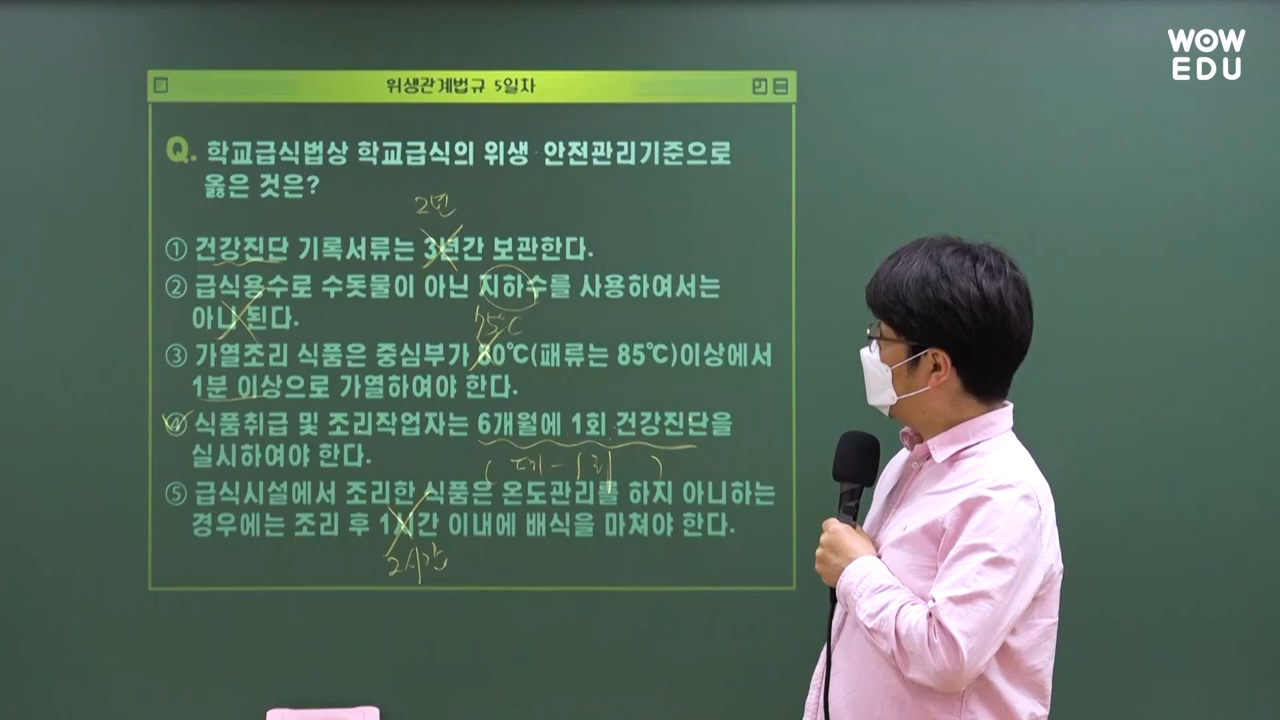 WOW
EDU
위생관계법규 5일차
Q. 학교급식법상 학교급식의 위생·안전관리기준으로
옳은 것은?
2년
① 건강진단 기록서류는 3년간 보관한다.
② 급식용수로 수돗물이 아닌 지하수를 사용하여서는
아니 된다.
75℃
③ 가열조리 식품은 중심부가 80℃(패류는 85℃)이상에서
1분 이상으로 가열하여야 한다.
④ 식품취급 및 조리작업자는 6개월에 1회 건강진단을
실시하여야 한다.
⑤ 급식시설에서 조리한 식품은 온도관리를 하지 아니하는
경우에는 조리 후 1시간 이내에 배식을 마쳐야 한다.
2시간